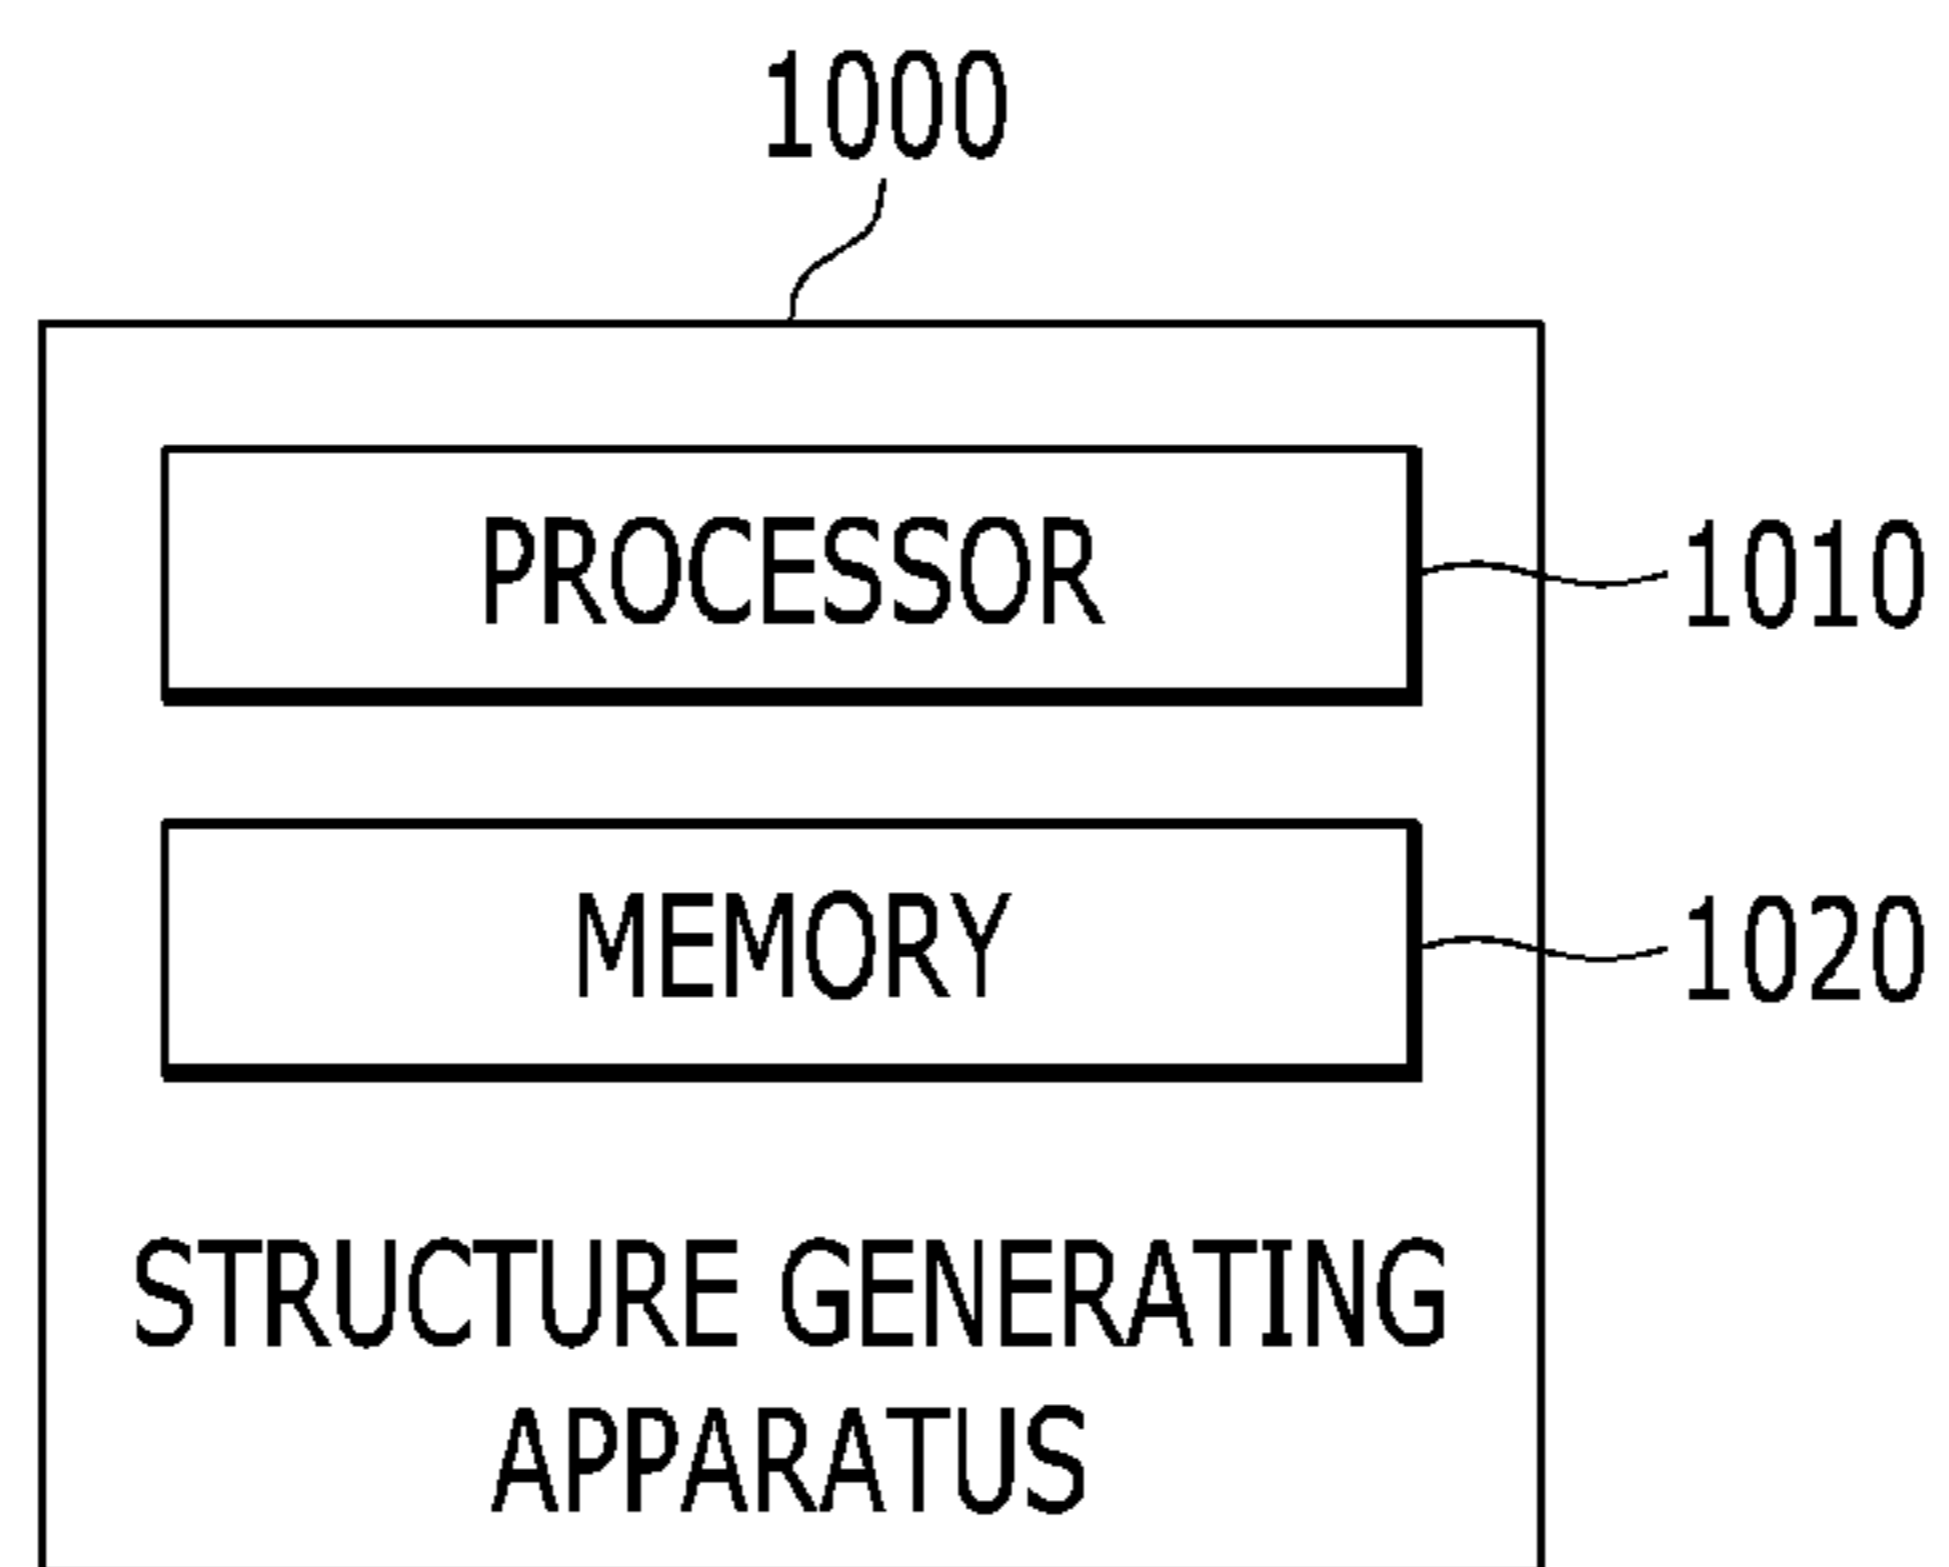 1000
PROCESSOR
1010
MEMORY
1020
STRUCTURE GENERATING
APPARATUS